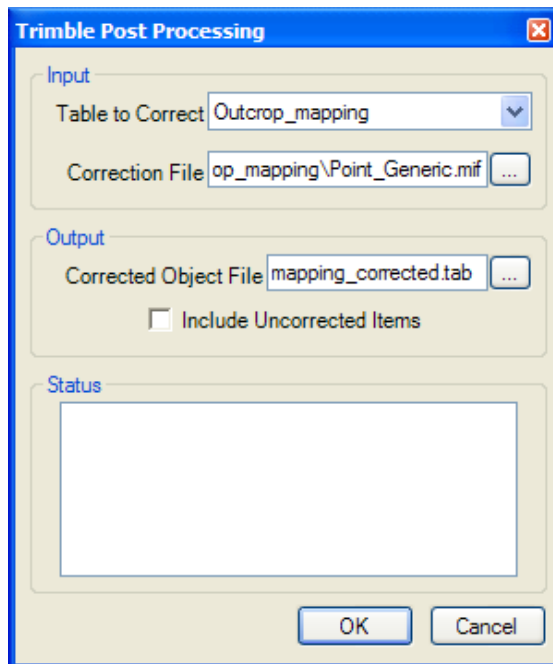 Trimble Post Processing
Input
Table to Correct Outcrop_mapping
Correction File op_mapping\Point_Generic.mif ...
Output
Corrected Object File mapping_corrected.tab ...
Include Uncorrected Items
Status
OK Cancel